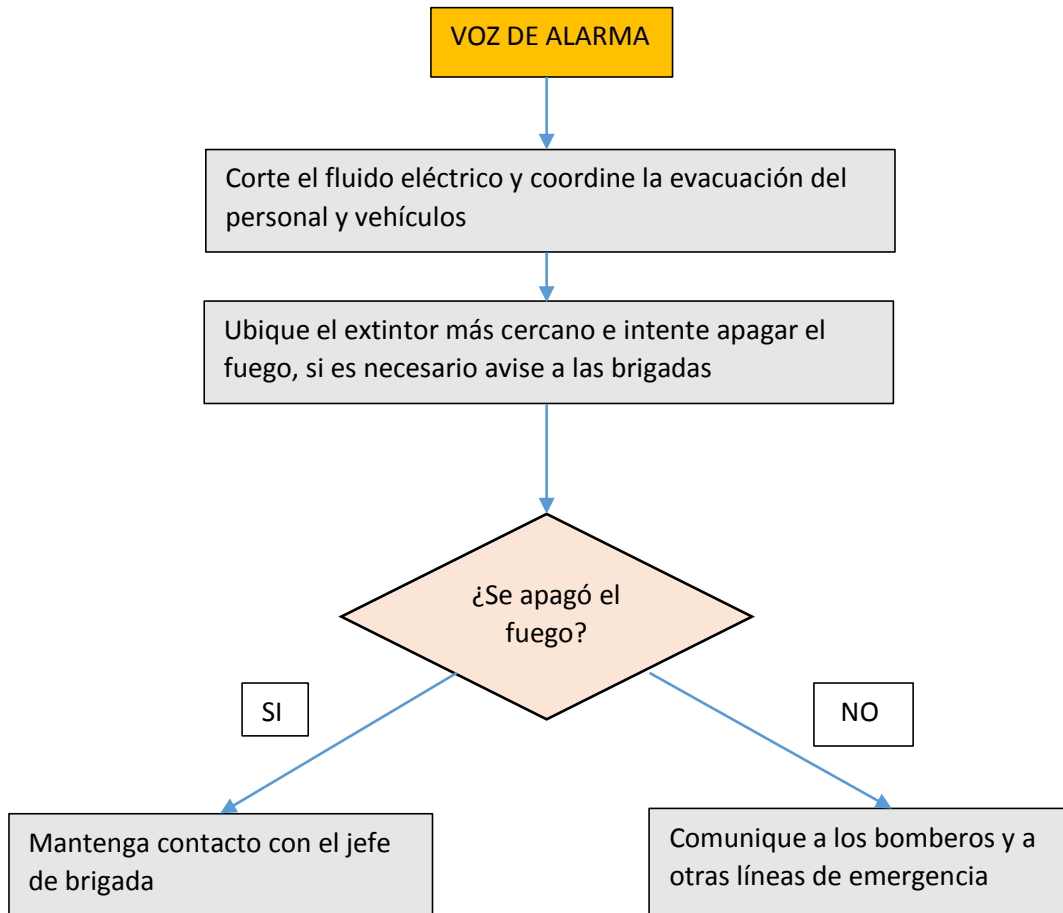 VOZ DE ALARMA
Corte el fluido eléctrico y coordine la evacuación del
personal y vehículos
Ubique el extintor más cercano e intente apagar el
fuego, si es necesario avise a las brigadas
¿Se apagó el
fuego?
SI
NO
Mantenga contacto con el jefe
de brigada
Comunique a los bomberos y a
otras líneas de emergencia